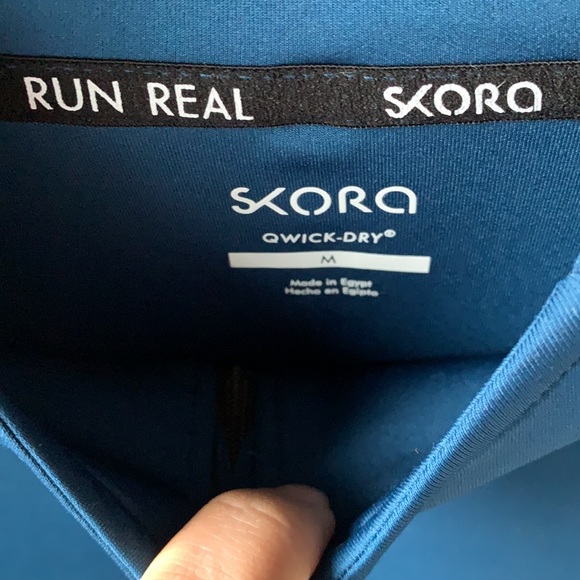 RUN REAL SKORA
SKORA
QWICK-DRY®
M
Made in Egypt
Hecho en Egipto